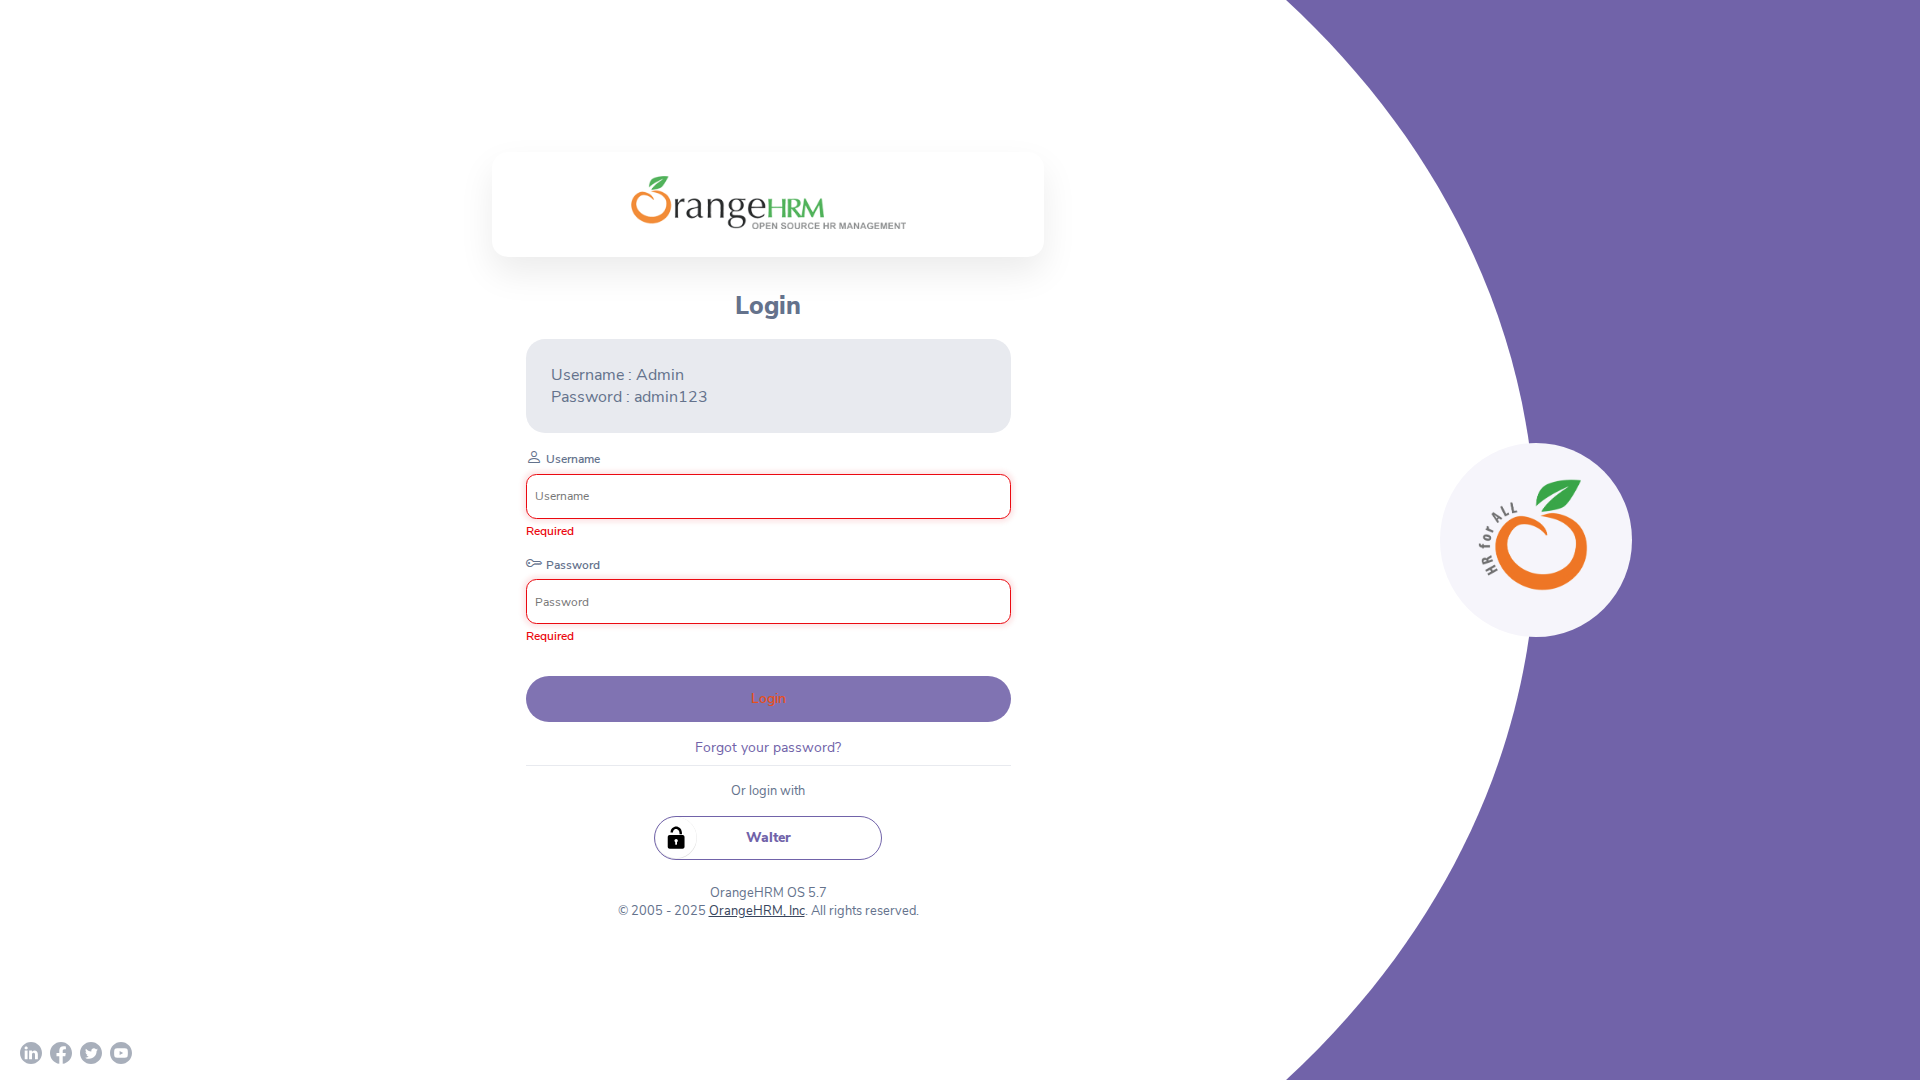 OrangeHRM
OPEN SOURCE HR MANAGEMENT
Login
Username : Admin
Password : admin123
Username
Username
Required
Password
Password
Required
Login
Forgot your password?
Or login with
Walter
OrangeHRM OS 5.7
© 2005 - 2025 OrangeHRM, Inc. All rights reserved.
HR for ALL
in